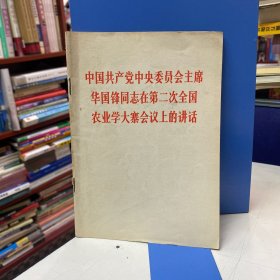 中国共产党中央委员会主席
华国锋同志在第二次全国
农业学大寨会议上的讲话